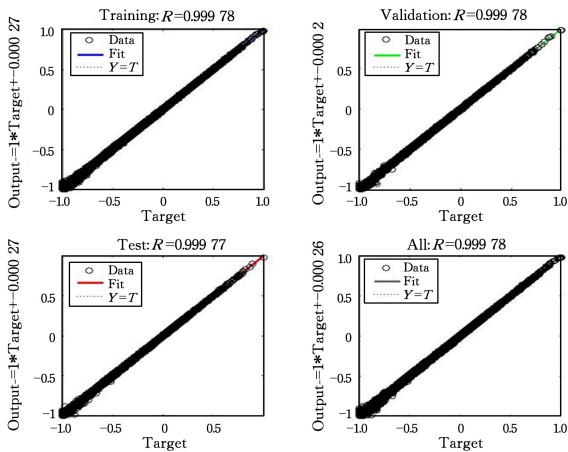 Training: R=0.999 78
Output-=1*Target+-0.000 27
1.0
0.5
0
-0.5
-1
Data
Fit
Y=T
-1.0
-0.5
0
0.5
1.0
Target
Validation: R=0.999 78
Output-=1*Target+-0.000 2
1.0
0.5
0
-0.5
-1
Data
Fit
Y=T
-1.0
-0.5
0
0.5
1.0
Target
Test: R=0.999 77
Output-=1*Target+-0.000 27
0.5
0
-0.5
-1
Data
Fit
Y=T
-1.0
-0.5
0
0.5
Target
All: R=0.999 78
Output-=1*Target+-0.000 26
1.0
0.5
0
-0.5
-1
Data
Fit
Y=T
-1.0
-0.5
0
0.5
1.0
Target